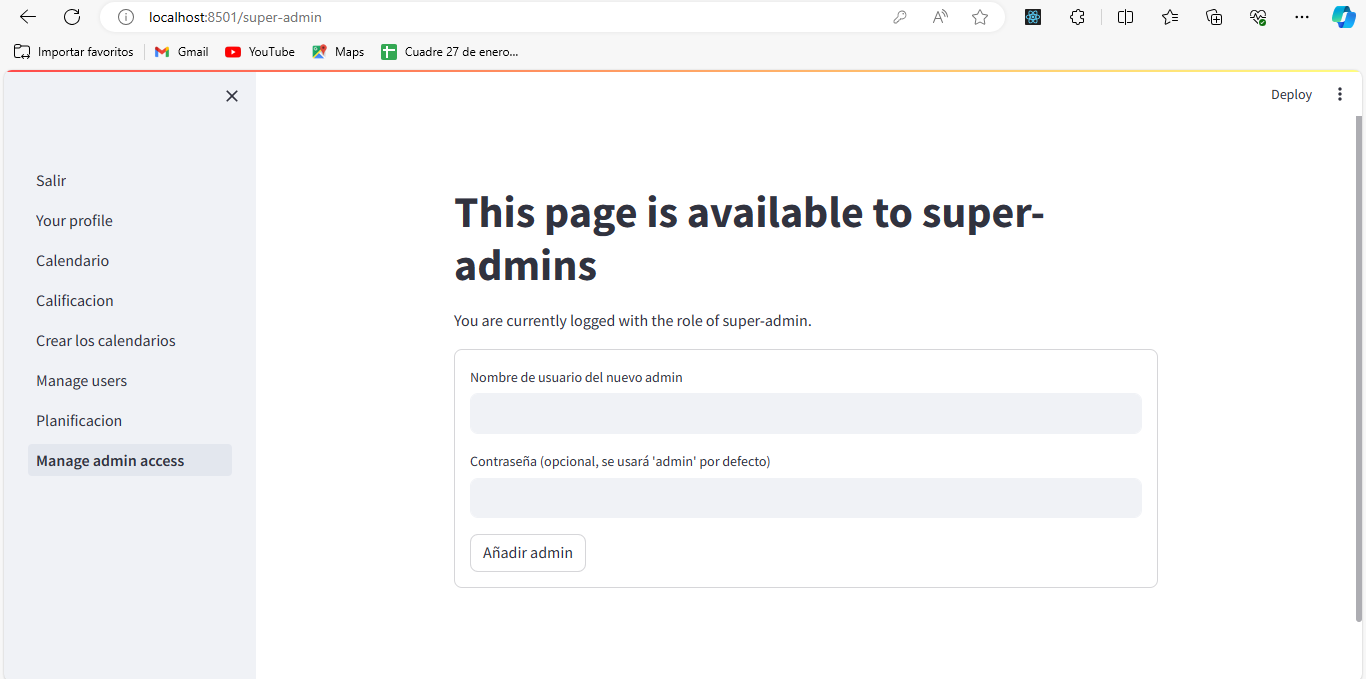 localhost:8501/super-admin
Importar favoritos
Gmail
YouTube
Maps
Cuadre 27 de enero...
Deploy
Salir
Your profile
Calendario
Calificacion
Crear los calendarios
Manage users
Planificacion
Manage admin access
This page is available to super-
admins
You are currently logged with the role of super-admin.
Nombre de usuario del nuevo admin
Contraseña (opcional, se usará 'admin' por defecto)
Añadir admin